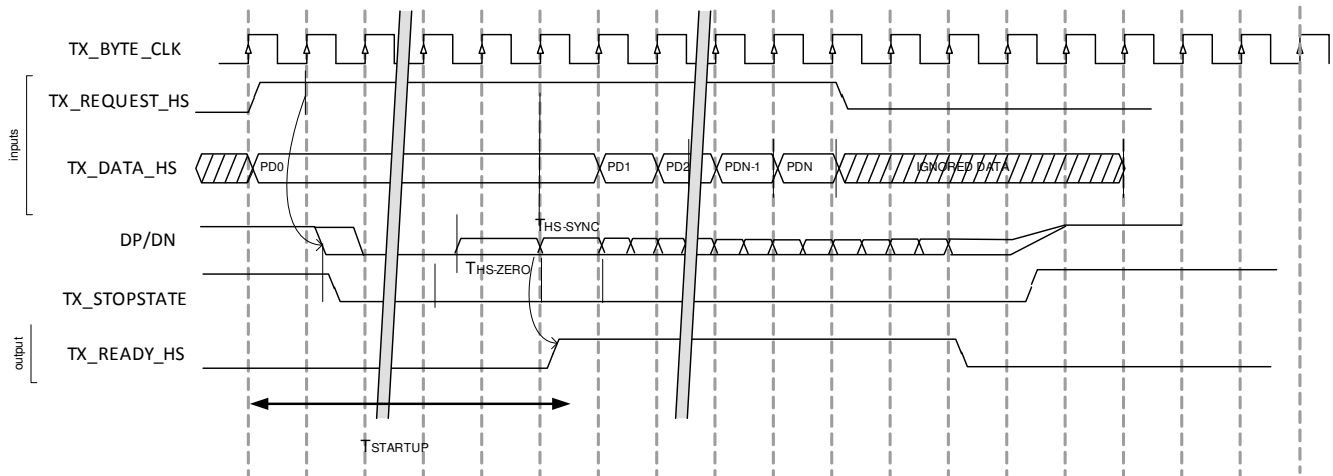 TX_BYTE_CLK
inputs
TX_REQUEST_HS
TX_DATA_HS
PD0
PD1
PD2
PDN-1
PDN
IGNORED DATA
DP/DN
THS-SYNC
THS-ZERO
TX_STOPSTATE
output
TX_READY_HS
TSTARTUP